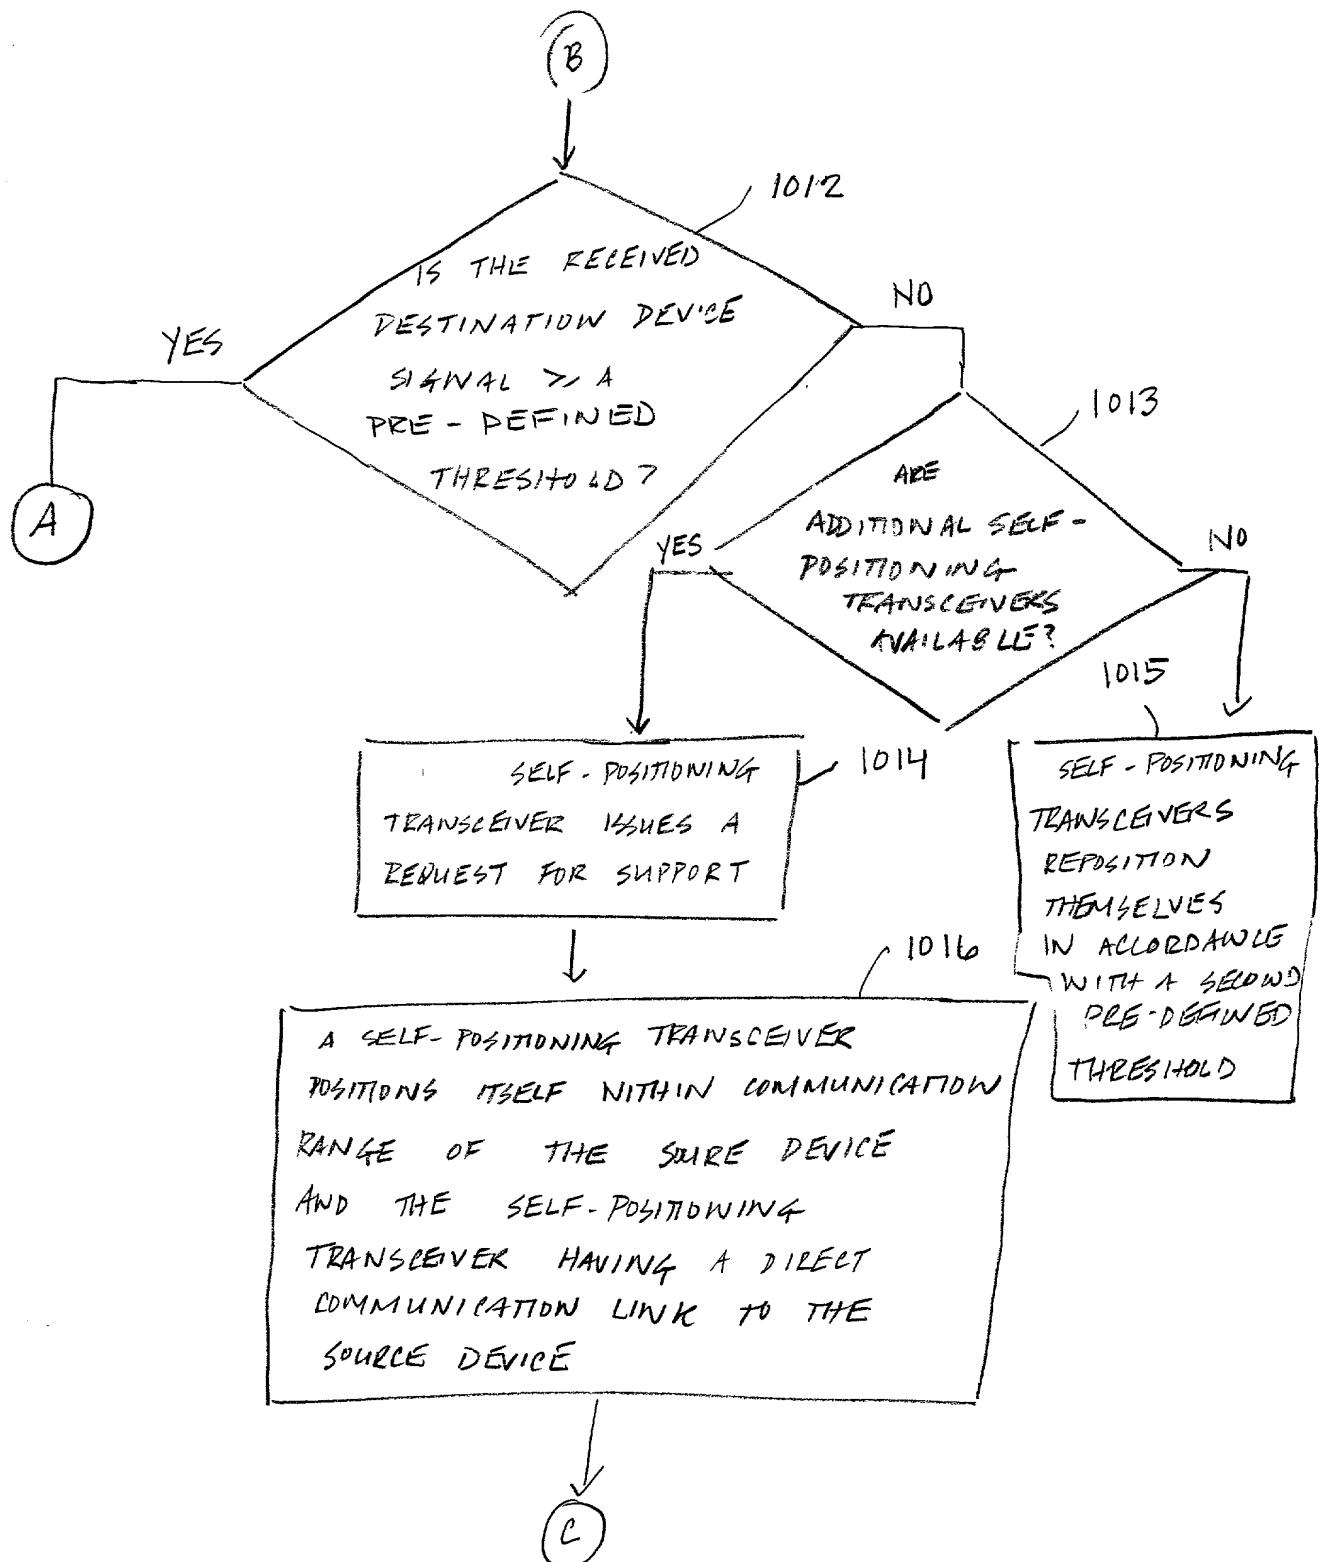 B
1012
IS THE RECEIVED
DESTINATION DEVICE
SIGNAL ≥ A
PRE-DEFINED
THRESHOLD?
YES
NO
A
1013
ARE
ADDITIONAL SELF-
POSITIONING
TRANSCEIVERS
AVAILABLE?
YES
NO
1014
SELF-POSITIONING
TRANSCEIVER ISSUES A
REQUEST FOR SUPPORT
1015
SELF-POSITIONING
TRANSCEIVERS
REPOSITION
THEMSELVES
IN ACCORDANCE
WITH A SECOND
PRE-DEFINED
THRESHOLD
1016
A SELF-POSITIONING TRANSCEIVER
POSITIONS ITSELF WITHIN COMMUNICATION
RANGE OF THE SOURE DEVICE
AND THE SELF-POSITIONING
TRANSCEIVER HAVING A DIRECT
COMMUNICATION LINK TO THE
SOURCE DEVICE
C